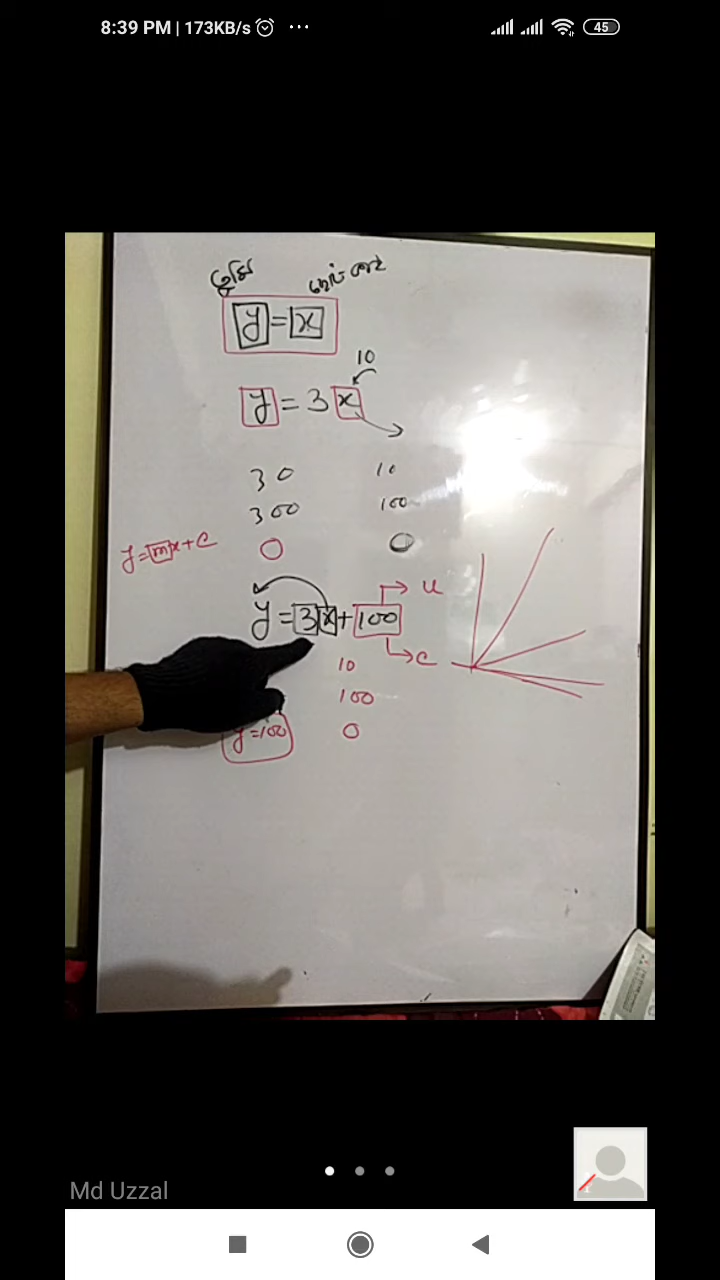 8:39 PM | 173KB/s ... 45
তুমি
y = x
10
y = 3x
30 10
300 100
y = mx + c
0 0
y = 3x + 100 → u
→ c
10
100
y = 100 0
Md Uzzal